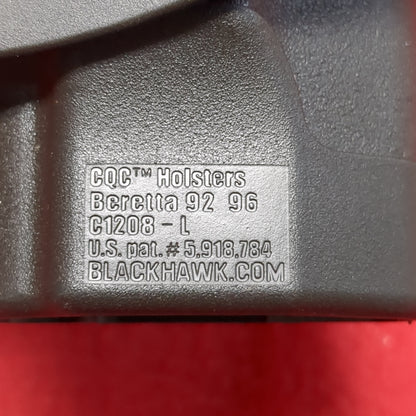 CQC™ Holsters
Beretta 92 96
C1208 - L
U.S. pat. # 5,918,784
BLACKHAWK.COM